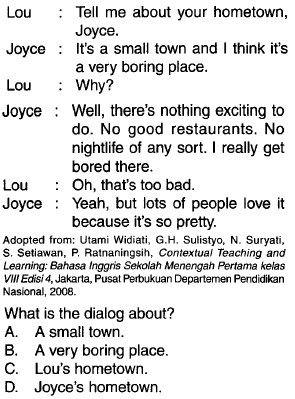 Lou : Tell me about your hometown,
Joyce.
Joyce : It's a small town and I think it's
a very boring place.
Lou : Why?
Joyce : Well, there's nothing exciting to
do. No good restaurants. No
nightlife of any sort. I really get
bored there.
Lou : Oh, that's too bad.
Joyce : Yeah, but lots of people love it
because it's so pretty.
Adopted from: Utami Widiati, G.H. Sulistyo, N. Suryati,
S. Setiawan, P. Ratnaningsih, Contextual Teaching and
Learning: Bahasa Inggris Sekolah Menengah Pertama kelas
VIII Edisi 4, Jakarta, Pusat Perbukuan Departemen Pendidikan
Nasional, 2008.
What is the dialog about?
A. A small town.
B. A very boring place.
C. Lou's hometown.
D. Joyce's hometown.